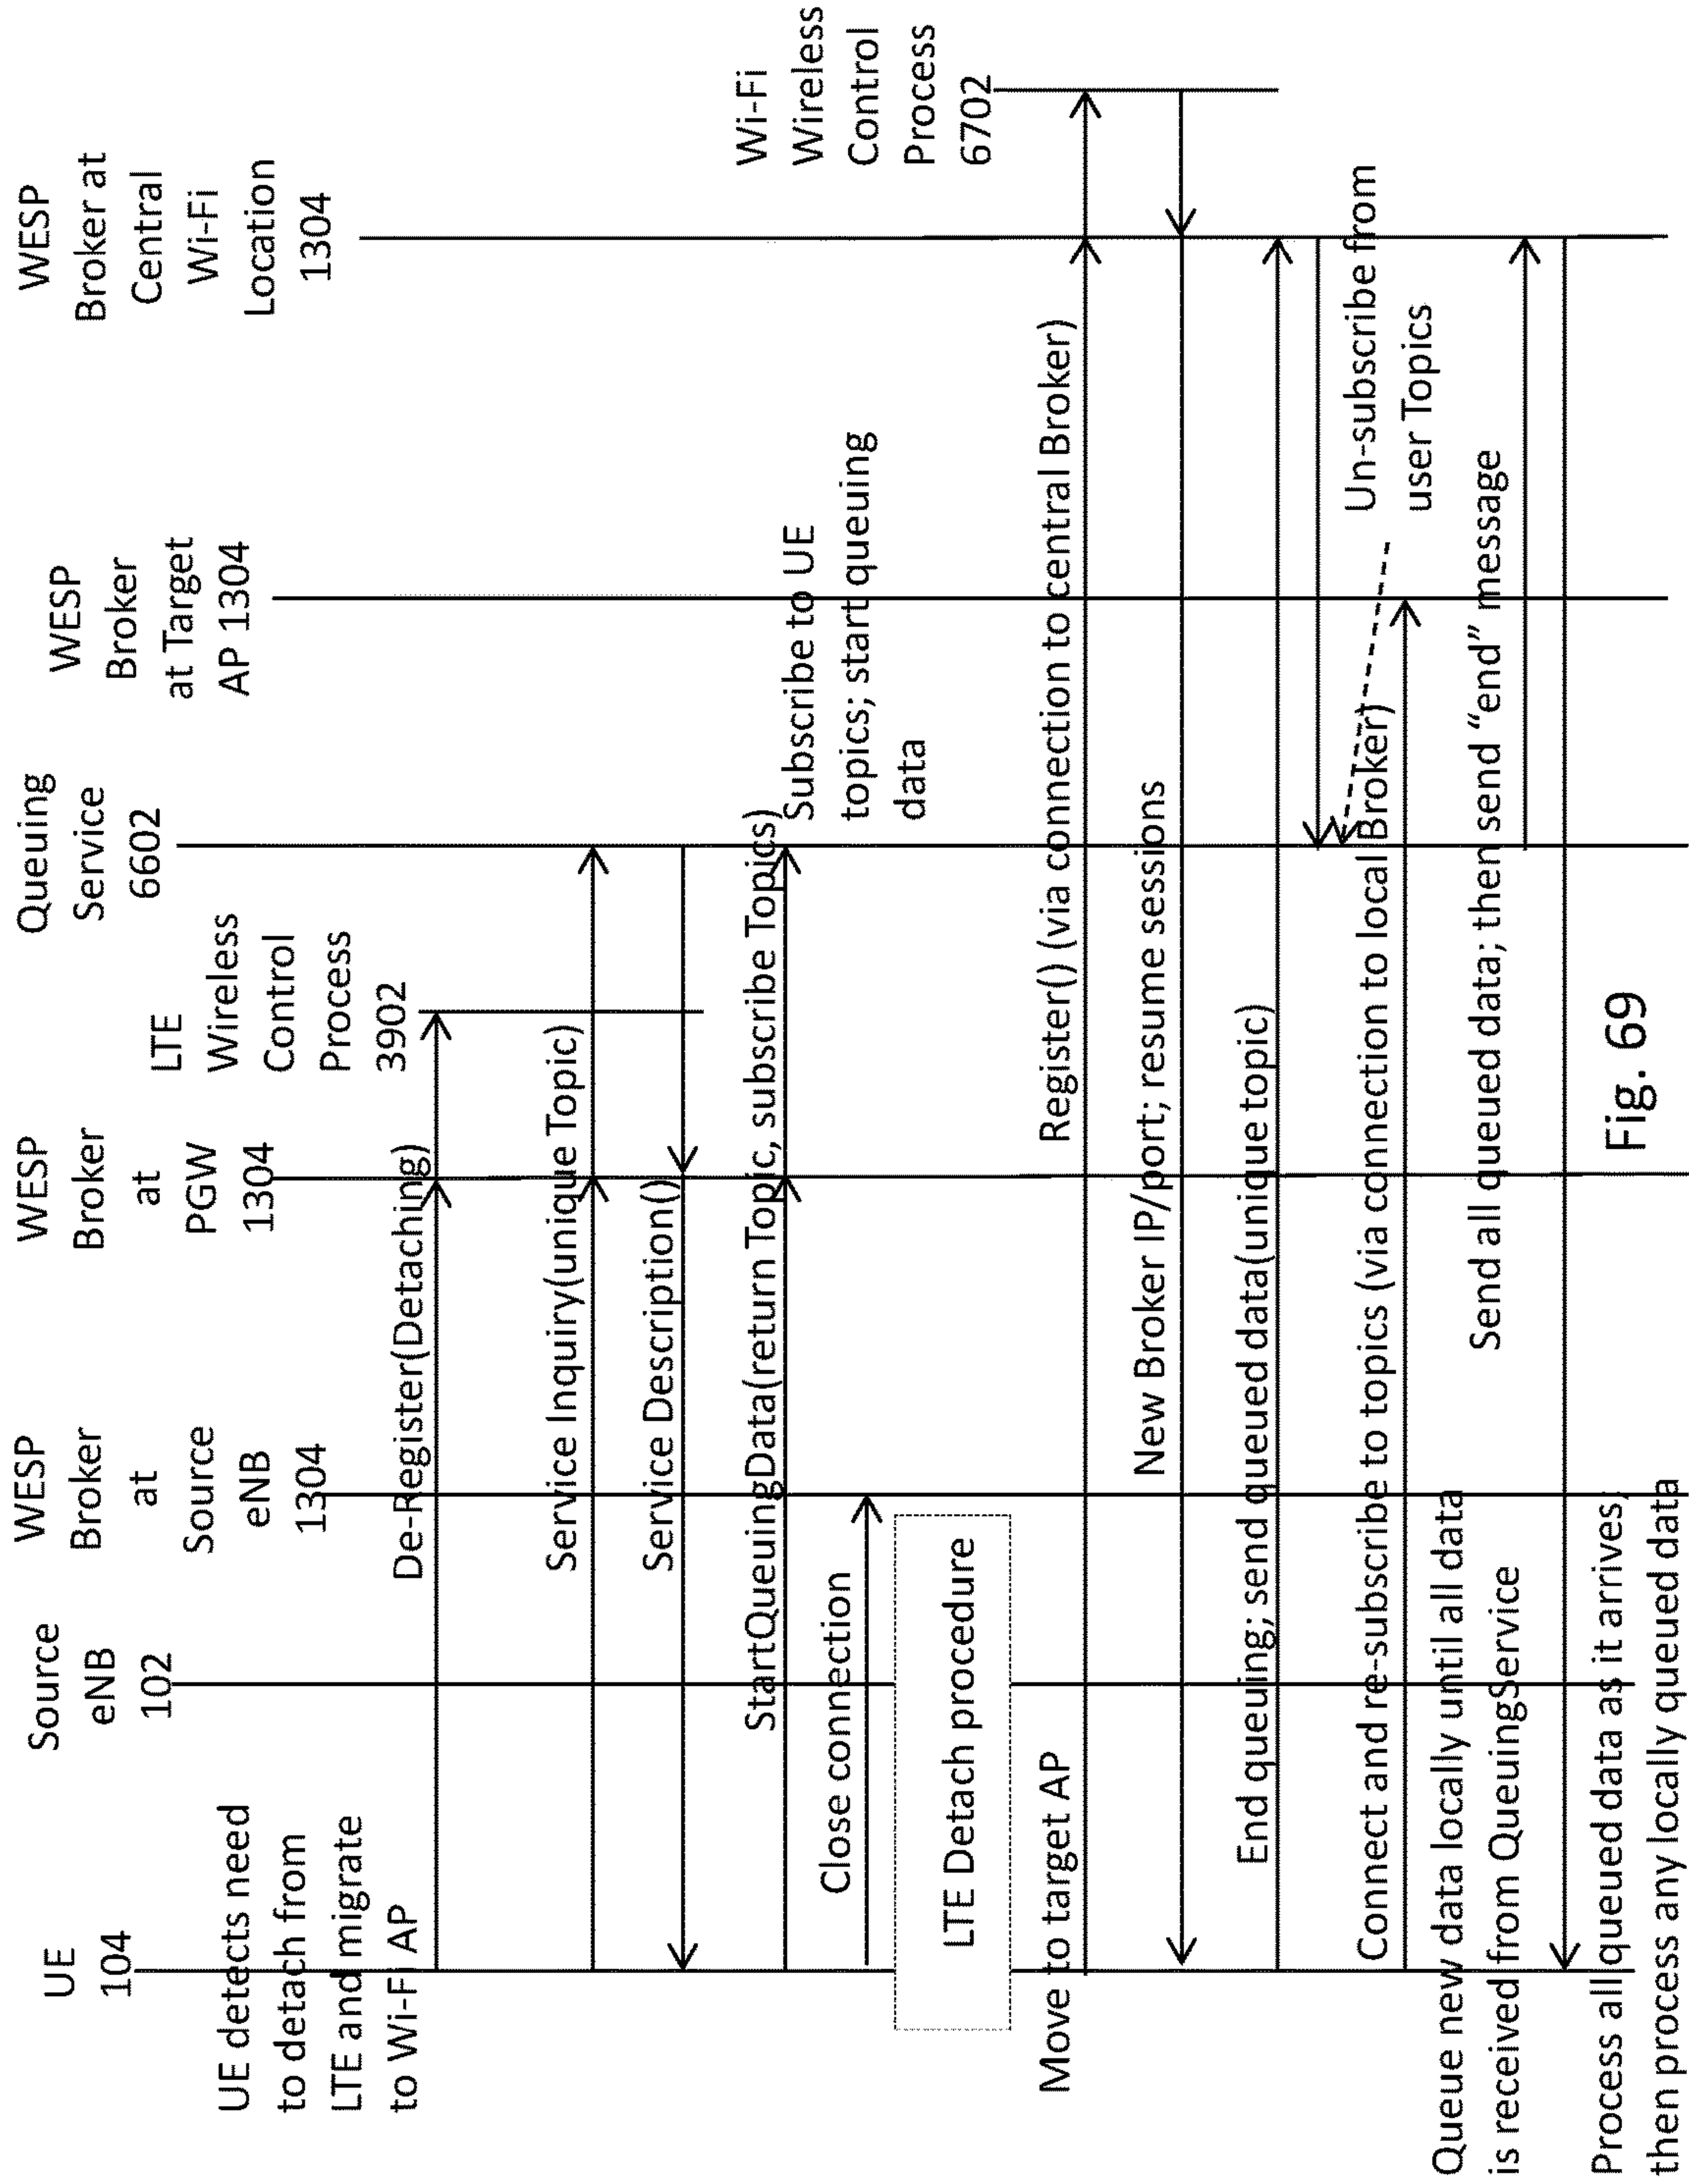 UE
104
Source
eNB
102
WESP
Broker
at
Source
eNB
1304
WESP
Broker
at
PGW
1304
LTE
Wireless
Control
Process
3902
Queuing
Service
6602
WESP
Broker
at Target
AP 1304
WESP
Broker at
Central
Wi-Fi
Location
1304
Wi-Fi
Wireless
Control
Process
6702
UE detects need
to detach from
LTE and migrate
to Wi-Fi AP
De-Register(Detaching)
Service Inquiry(unique Topic)
Service Description()
StartQueuingData(return Topic, subscribe Topics)
Subscribe to UE
topics; start queuing
data
Close connection
LTE Detach procedure
Move to target AP
Register() (via connection to central Broker)
New Broker IP/port; resume sessions
End queuing; send queued data(unique topic)
Un-subscribe from
user Topics
Connect and re-subscribe to topics (via connection to local Broker)
Queue new data locally until all data
is received from QueuingService
Send all queued data; then send “end” message
Process all queued data as it arrives;
then process any locally queued data
Fig. 69